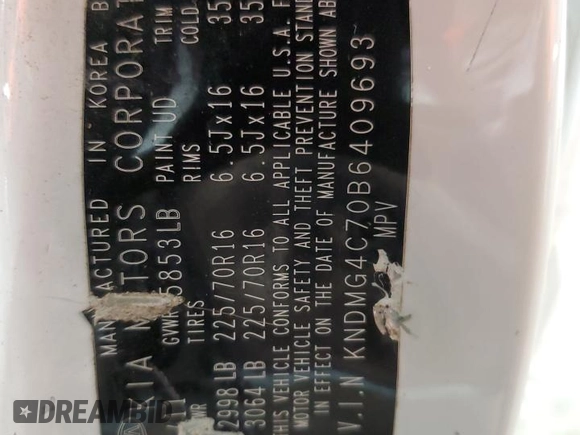 MANUFACTURED IN KOREA B
KIA MOTORS CORPORAT
GVWR 5853LB PAINT UD TRIM
TIRES RIMS COLD
2998LB 225/70R16 6.5Jx16 35
3064LB 225/70R16 6.5Jx16 35
THIS VEHICLE CONFORMS TO ALL APPLICABLE U.S.A. F
MOTOR VEHICLE SAFETY AND THEFT PREVENTION STAN
IN EFFECT ON THE DATE OF MANUFACTURE SHOWN AB
V.I.N KNDMG4C70B6409693
MPV
DREAMBID